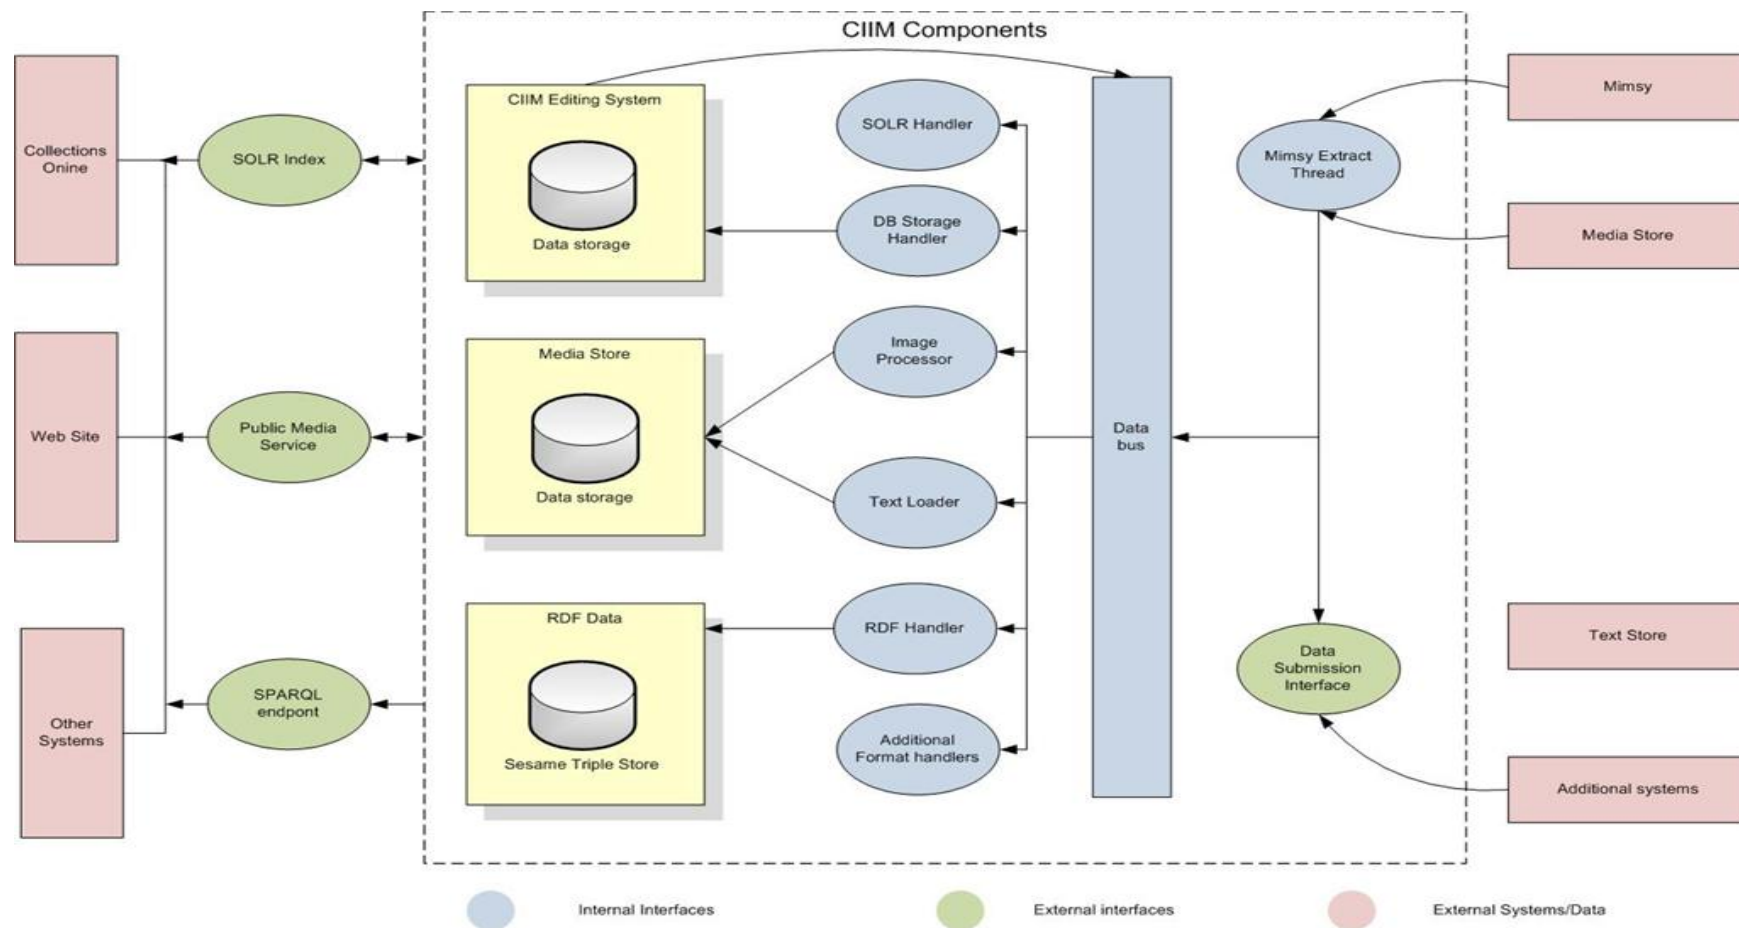 CIIM Components
Collections
Onine
SOLR Index
CIIM Editing System
Data storage
SOLR Handler
DB Storage
Handler
Mimsy Extract
Thread
Mimsy
Media Store
Web Site
Public Media
Service
Media Store
Data storage
Image
Processor
Text Loader
Data
bus
Other
Systems
SPARQL
endpont
RDF Data
Sesame Triple Store
RDF Handler
Additional
Format handlers
Data
Submission
Interface
Text Store
Additional systems
Internal Interfaces
External interfaces
External Systems/Data